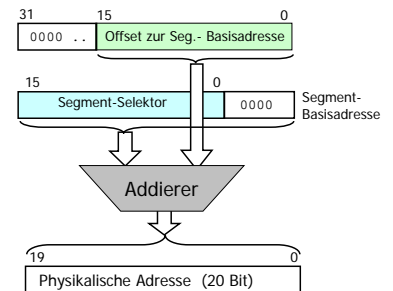 31 15 0
0000 .. Offset zur Seg.- Basisadresse
15 0
Segment-Selektor 0000 Segment-
Basisadresse
Addierer
19 0
Physikalische Adresse (20 Bit)